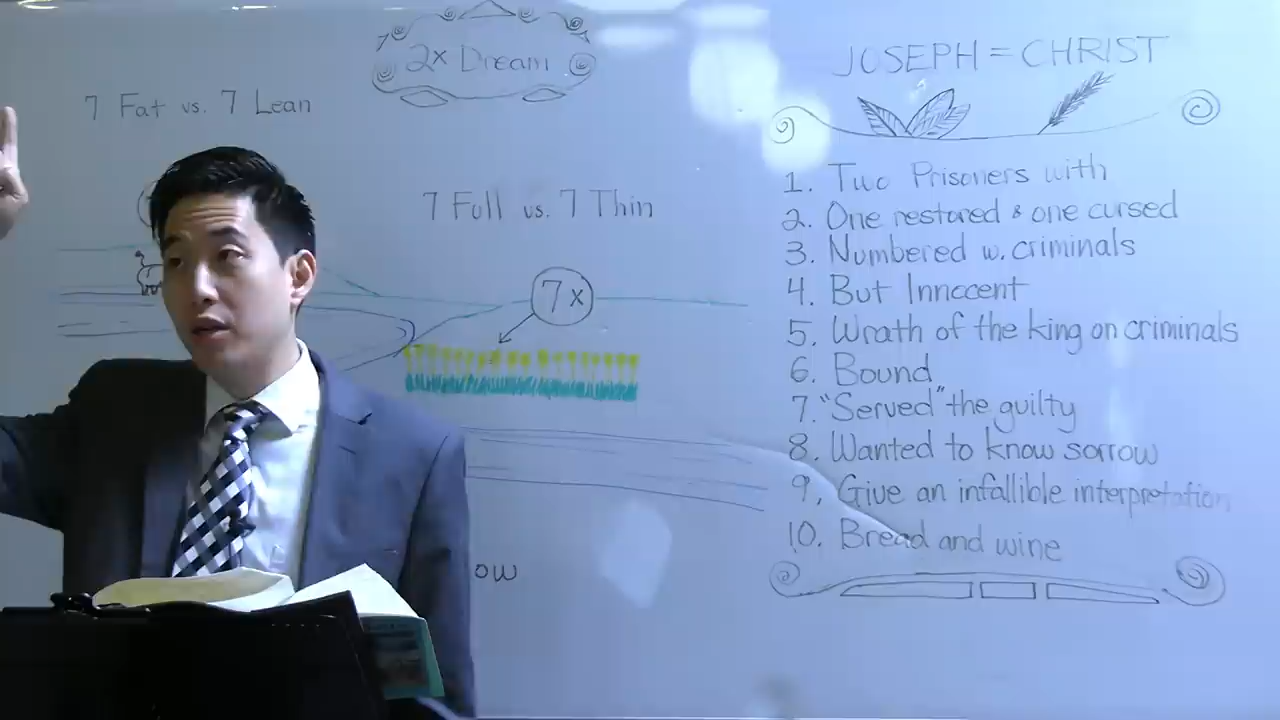 2x Dream
7 Fat vs. 7 Lean
7 Full vs. 7 Thin
7x
JOSEPH = CHRIST
1. Two Prisoners with
2. One restored & one cursed
3. Numbered w. criminals
4. But Innocent
5. Wrath of the king on criminals
6. Bound
7. "Served" the guilty
8. Wanted to know sorrow
9. Give an infallible interpretation
10. Bread and wine